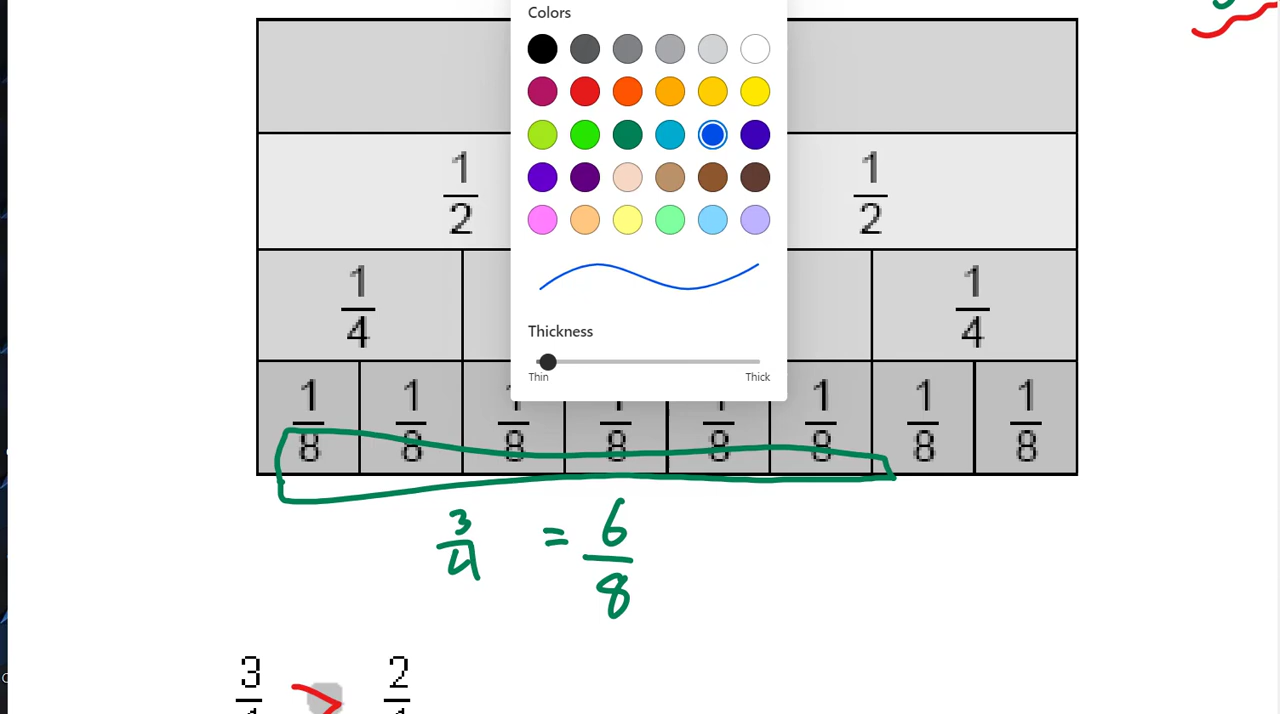 Colors
1/2 1/2
1/4 1/4
1/8 1/8 1/8 1/8 1/8 1/8 1/8 1/8
Thickness
Thin Thick
3/4 = 6/8
3 > 2